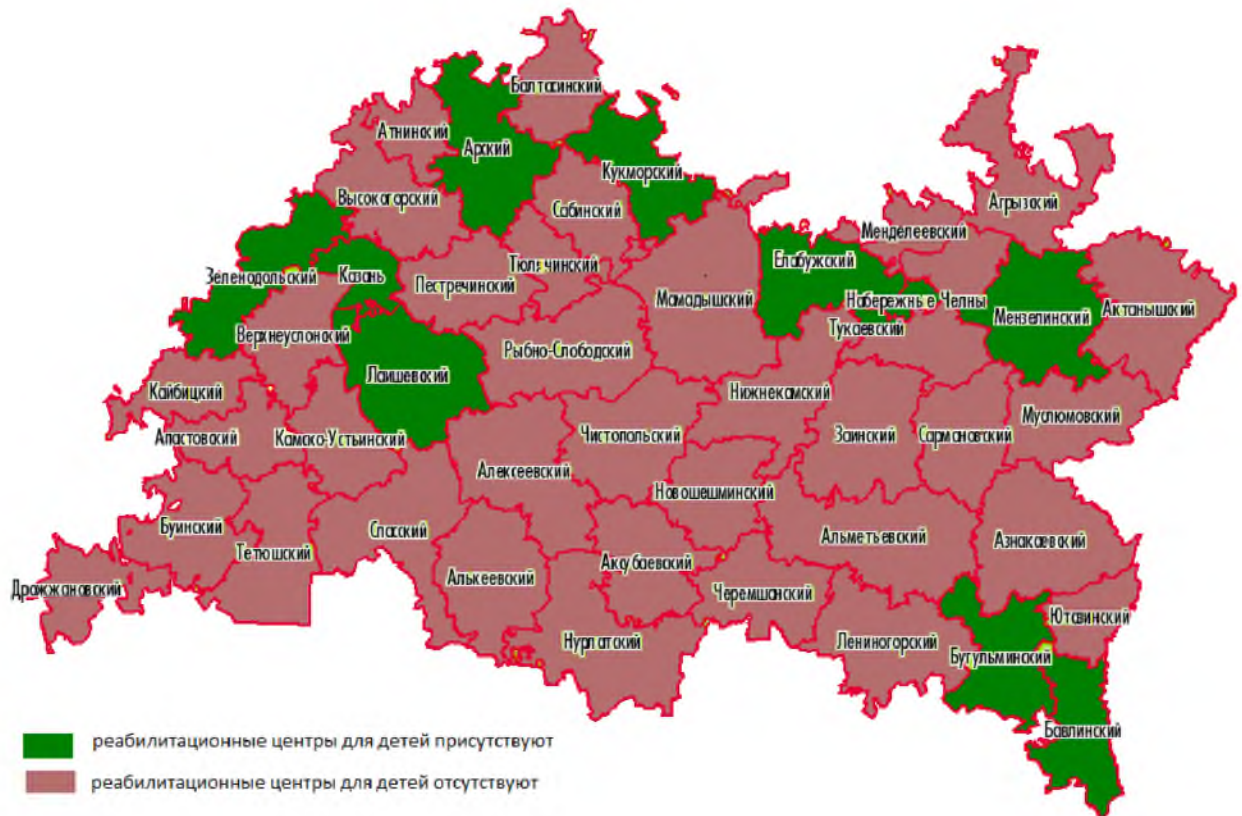 Балтасинский
Атнинский
Арский
Кукморский
Высокогорский
Сабинский
Агрызский
Менделеевский
Зеленодольский
Казань
Тюлячинский
Елабужский
Пестречинский
Мамадышский
Набережны е Челны
Мензелинский
Актанышский
Верхнеуслонский
Тукаевский
Рыбно-Слободский
Лаишевский
Кайбицкий
Нижнекамский
Муслюмовский
Апастовский
Камско-Устьинский
Чистопольский
Заинский
Сармановский
Алексеевский
Новошешминский
Буинский
Тетюшский
Спасский
Альметьевский
Азнакаевский
Дрожжановский
Алькеевский
Аксубаевский
Черемшанский
Ютазинский
Нурлатский
Лениногорский
Бугульминский
Бавлинский
реабилитационные центры для детей присутствуют
реабилитационные центры для детей отсутствуют